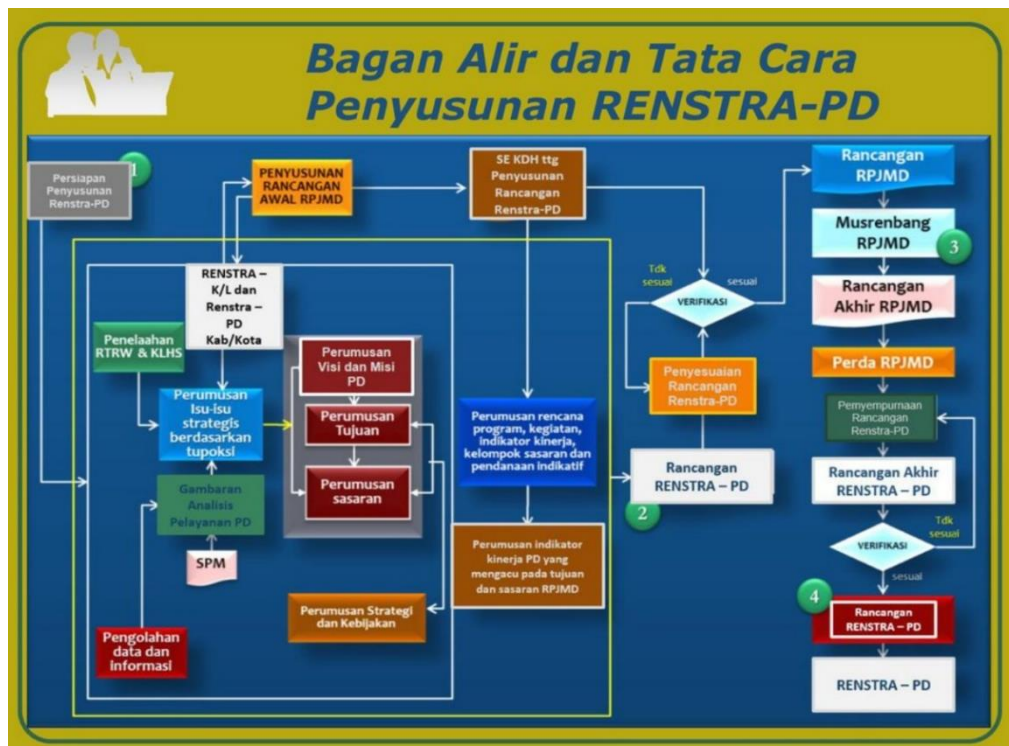 Bagan Alir dan Tata Cara
Penyusunan RENSTRA-PD
1
Persiapan
Penyusunan
Renstra-PD
PENYUSUNAN
RANCANGAN
AWAL RPJMD
SE KDH ttg
Penyusunan
Rancangan
Renstra-PD
RENSTRA –
K/L dan
Renstra –
PD
Kab/Kota
Penelaahan
RTRW & KLHS
Perumusan
Isu-isu
strategis
berdasarkan
tupoksi
Gambaran
Analisis
Pelayanan PD
SPM
Pengolahan
data dan
informasi
Perumusan
Visi dan Misi
PD
Perumusan
Tujuan
Perumusan
sasaran
Perumusan Strategi
dan Kebijakan
Perumusan rencana
program, kegiatan,
indikator kinerja,
kelompok sasaran dan
pendanaan indikatif
Perumusan indikator
kinerja PD yang
mengacu pada tujuan
dan sasaran RPJMD
Rancangan
RENSTRA – PD
2
Penyesuaian
Rancangan
Renstra-PD
Tdk
sesuai
sesuai
VERIFIKASI
Rancangan
RPJMD
Musrenbang
RPJMD
3
Rancangan
Akhir RPJMD
Perda RPJMD
Pemyempurnaan
Rancangan
Renstra-PD
Rancangan Akhir
RENSTRA – PD
Tdk
sesuai
VERIFIKASI
sesuai
4
Rancangan
RENSTRA – PD
RENSTRA – PD